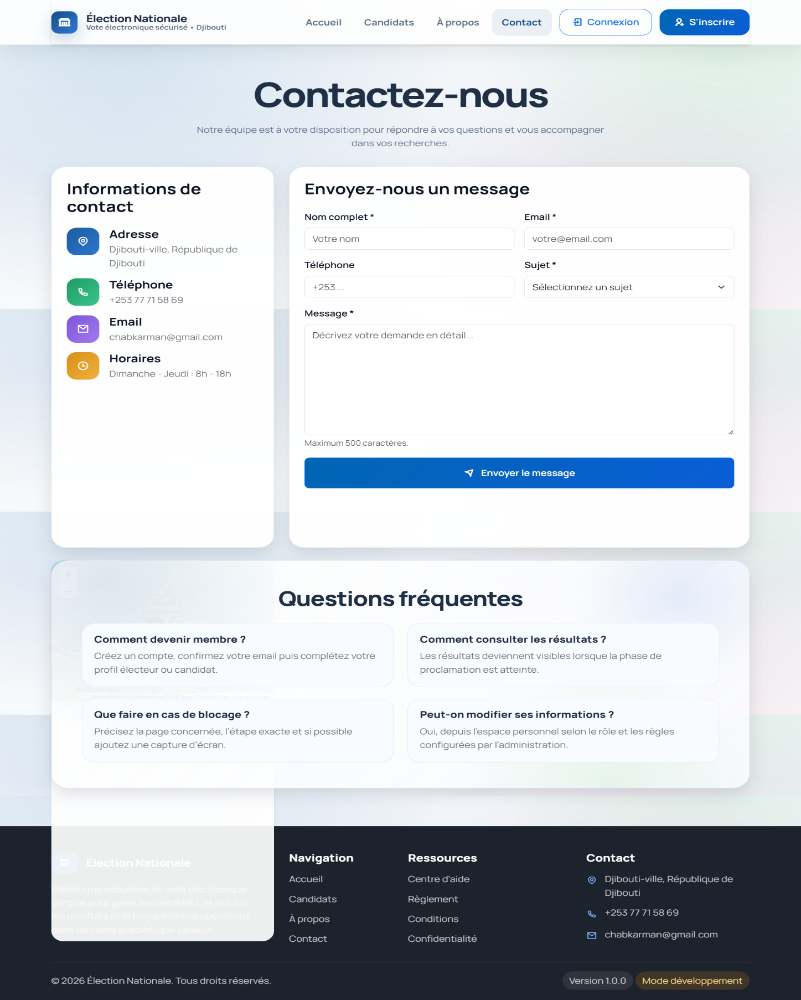 Élection Nationale
Vote électronique sécurisé • Djibouti
Accueil
Candidats
À propos
Contact
Connexion
S'inscrire
Contactez-nous
Notre équipe est à votre disposition pour répondre à vos questions et vous accompagner
dans vos recherches.
Informations de
contact
Adresse
Djibouti-ville, République de
Djibouti
Téléphone
+253 77 71 58 69
Email
chabkarman@gmail.com
Horaires
Dimanche - Jeudi : 8h - 18h
Envoyez-nous un message
Nom complet *
Email *
Votre nom
votre@email.com
Téléphone
Sujet *
+253 ...
Sélectionnez un sujet
Message *
Décrivez votre demande en détail...
Maximum 500 caractères.
Envoyer le message
+
−
Le Plateau
du Marabout
Questions fréquentes
Comment devenir membre ?
Créez un compte, confirmez votre email puis complétez votre
profil électeur ou candidat.
Comment consulter les résultats ?
Les résultats deviennent visibles lorsque la phase de
proclamation est atteinte.
Balbala
Signaler un problème | © OpenStreetMap contributors
Que faire en cas de blocage ?
Précisez la page concernée, l’étape exacte et si possible
ajoutez une capture d’écran.
Peut-on modifier ses informations ?
Oui, depuis l’espace personnel selon le rôle et les règles
configurées par l’administration.
Élection Nationale
Plateforme sécurisée de vote électronique
conçue pour gérer les candidats, le scrutin,
les résultats et la traçabilité des opérations
dans un cadre académique sérieux.
Navigation
Accueil
Candidats
À propos
Contact
Ressources
Centre d'aide
Règlement
Conditions
Confidentialité
Contact
Djibouti-ville, République de
Djibouti
+253 77 71 58 69
chabkarman@gmail.com
© 2026 Élection Nationale. Tous droits réservés.
Version 1.0.0
Mode développement